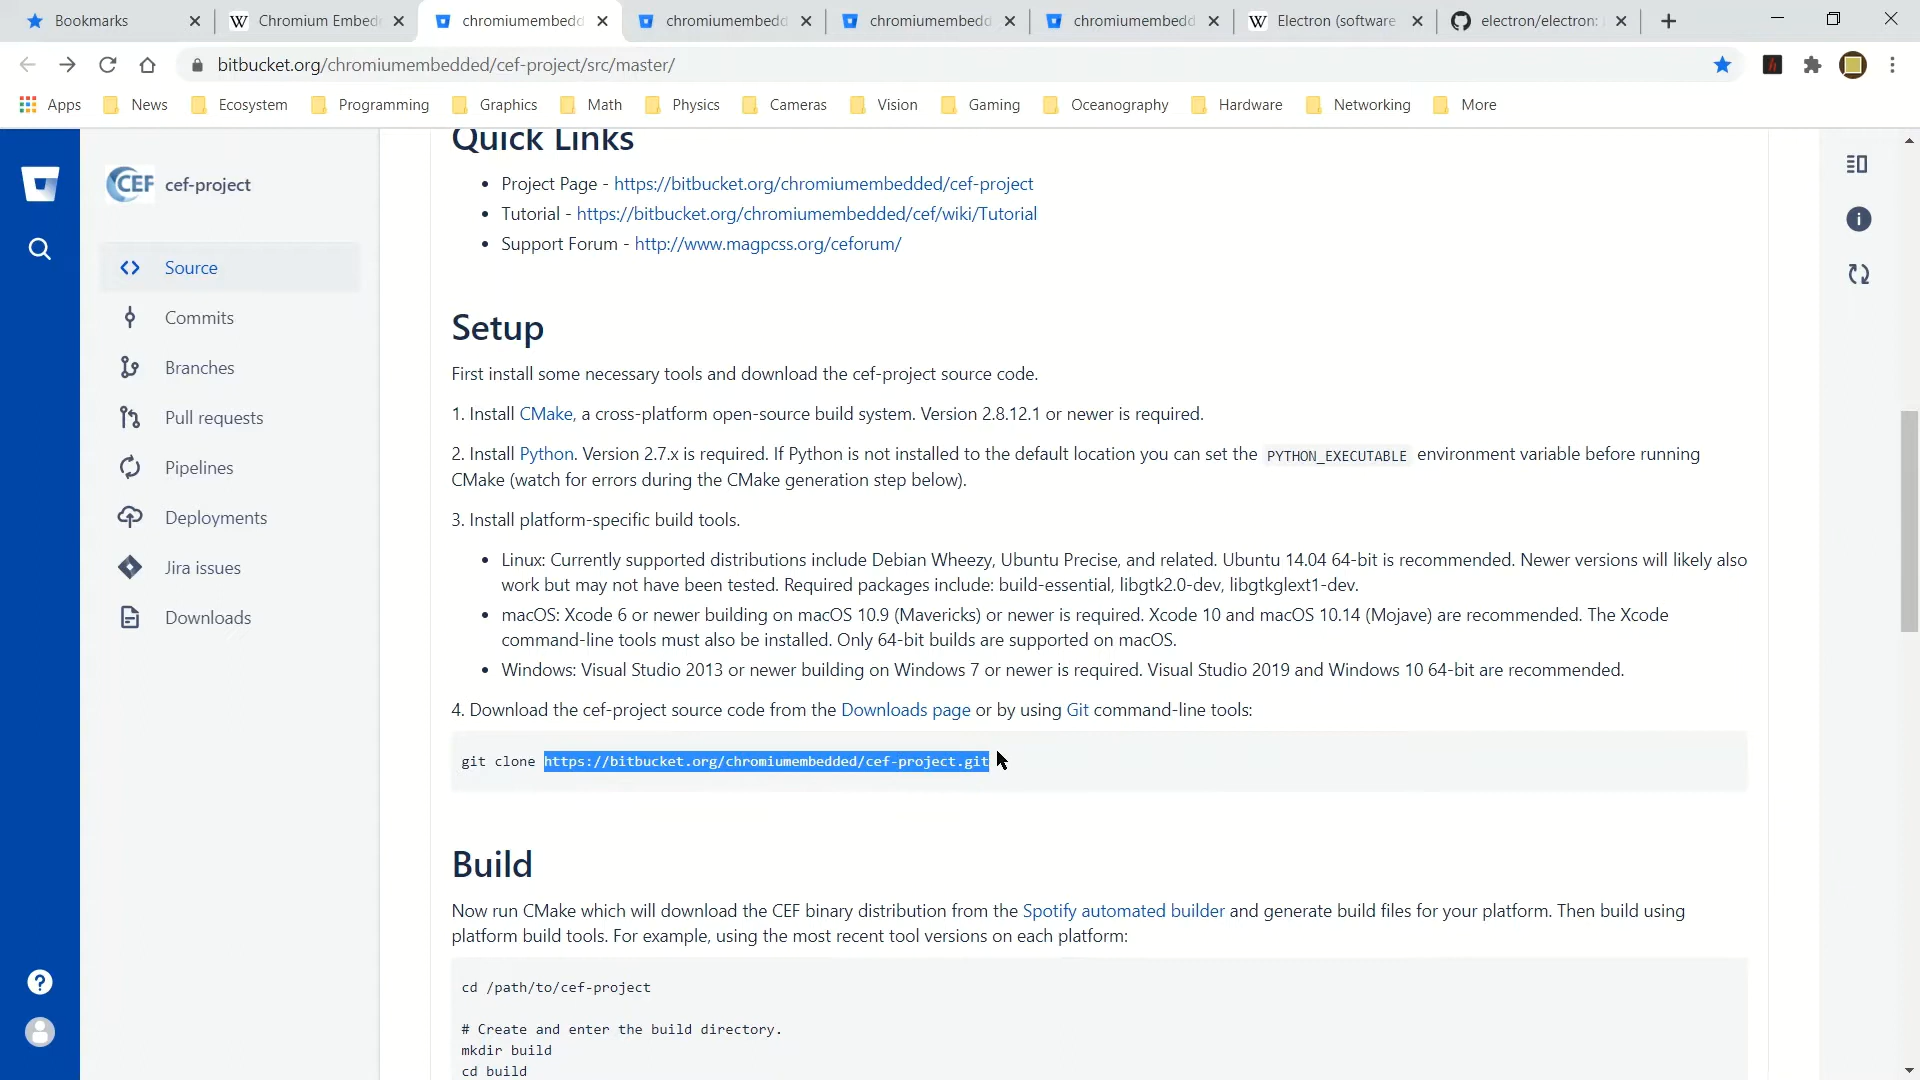 Bookmarks
Chromium Embed
chromiumembedd
chromiumembedd
chromiumembedd
chromiumembedd
Electron (software
electron/electron:
bitbucket.org/chromiumembedded/cef-project/src/master/
Apps
News
Ecosystem
Programming
Graphics
Math
Physics
Cameras
Vision
Gaming
Oceanography
Hardware
Networking
More
CEF
cef-project
Source
Commits
Branches
Pull requests
Pipelines
Deployments
Jira issues
Downloads
Quick Links
• Project Page - https://bitbucket.org/chromiumembedded/cef-project
• Tutorial - https://bitbucket.org/chromiumembedded/cef/wiki/Tutorial
• Support Forum - http://www.magpcss.org/ceforum/
Setup
First install some necessary tools and download the cef-project source code.
1. Install CMake, a cross-platform open-source build system. Version 2.8.12.1 or newer is required.
2. Install Python. Version 2.7.x is required. If Python is not installed to the default location you can set the PYTHON_EXECUTABLE environment variable before running
CMake (watch for errors during the CMake generation step below).
3. Install platform-specific build tools.
• Linux: Currently supported distributions include Debian Wheezy, Ubuntu Precise, and related. Ubuntu 14.04 64-bit is recommended. Newer versions will likely also
work but may not have been tested. Required packages include: build-essential, libgtk2.0-dev, libgtkglext1-dev.
• macOS: Xcode 6 or newer building on macOS 10.9 (Mavericks) or newer is required. Xcode 10 and macOS 10.14 (Mojave) are recommended. The Xcode
command-line tools must also be installed. Only 64-bit builds are supported on macOS.
• Windows: Visual Studio 2013 or newer building on Windows 7 or newer is required. Visual Studio 2019 and Windows 10 64-bit are recommended.
4. Download the cef-project source code from the Downloads page or by using Git command-line tools:
git clone https://bitbucket.org/chromiumembedded/cef-project.git
Build
Now run CMake which will download the CEF binary distribution from the Spotify automated builder and generate build files for your platform. Then build using
platform build tools. For example, using the most recent tool versions on each platform:
cd /path/to/cef-project
# Create and enter the build directory.
mkdir build
cd build